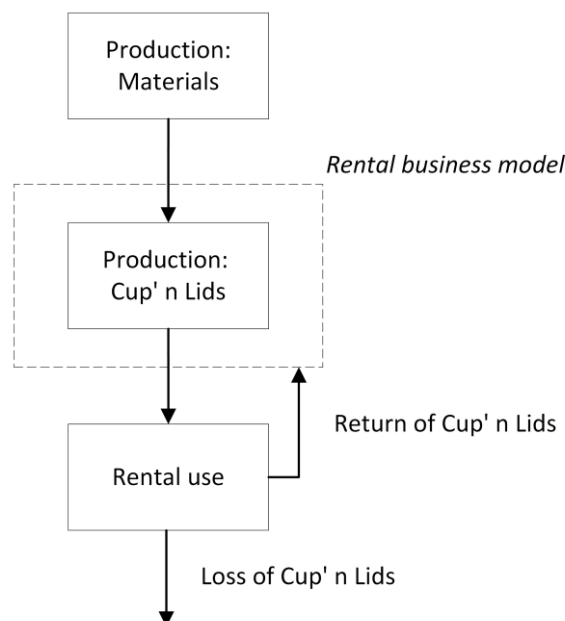 Production:
Materials
Rental business model
Production:
Cup' n Lids
Return of Cup' n Lids
Rental use
Loss of Cup' n Lids